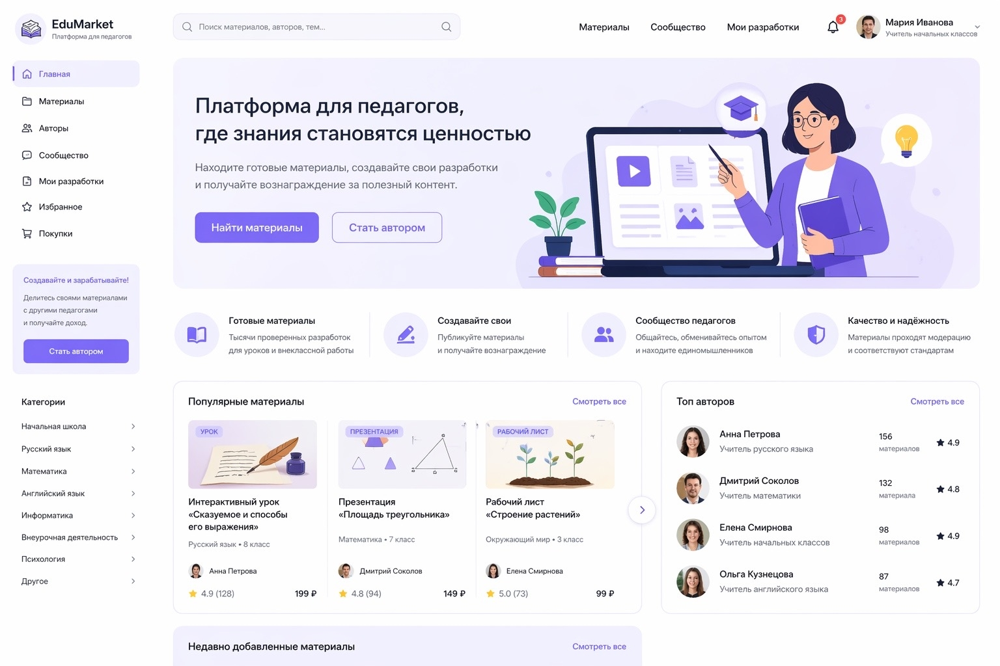 EduMarket
Платформа для педагогов
Поиск материалов, авторов, тем...
Материалы
Сообщество
Мои разработки
3
Мария Иванова
Учитель начальных классов
Главная
Материалы
Авторы
Сообщество
Мои разработки
Избранное
Покупки
Создавайте и зарабатывайте!
Делитесь своими материалами
с другими педагогами
и получайте доход.
Стать автором
Категории
Начальная школа
Русский язык
Математика
Английский язык
Информатика
Внеурочная деятельность
Психология
Другое
Платформа для педагогов,
где знания становятся ценностью
Находите готовые материалы, создавайте свои разработки
и получайте вознаграждение за полезный контент.
Найти материалы
Стать автором
Готовые материалы
Тысячи проверенных разработок
для уроков и внеклассной работы
Создавайте свои
Публикуйте материалы
и получайте вознаграждение
Сообщество педагогов
Общайтесь, обменивайтесь опытом
и находите единомышленников
Качество и надёжность
Материалы проходят модерацию
и соответствуют стандартам
Популярные материалы
Смотреть все
УРОК
Интерактивный урок
«Сказуемое и способы
его выражения»
Русский язык • 8 класс
Анна Петрова
4.9 (128)
199 ₽
ПРЕЗЕНТАЦИЯ
Презентация
«Площадь треугольника»
Математика • 7 класс
Дмитрий Соколов
4.8 (94)
149 ₽
РАБОЧИЙ ЛИСТ
Рабочий лист
«Строение растений»
Окружающий мир • 3 класс
Елена Смирнова
5.0 (73)
99 ₽
Топ авторов
Смотреть все
Анна Петрова
Учитель русского языка
156
материалов
4.9
Дмитрий Соколов
Учитель математики
132
материала
4.8
Елена Смирнова
Учитель начальных классов
98
материалов
4.9
Ольга Кузнецова
Учитель английского языка
87
материалов
4.7
Недавно добавленные материалы
Смотреть все